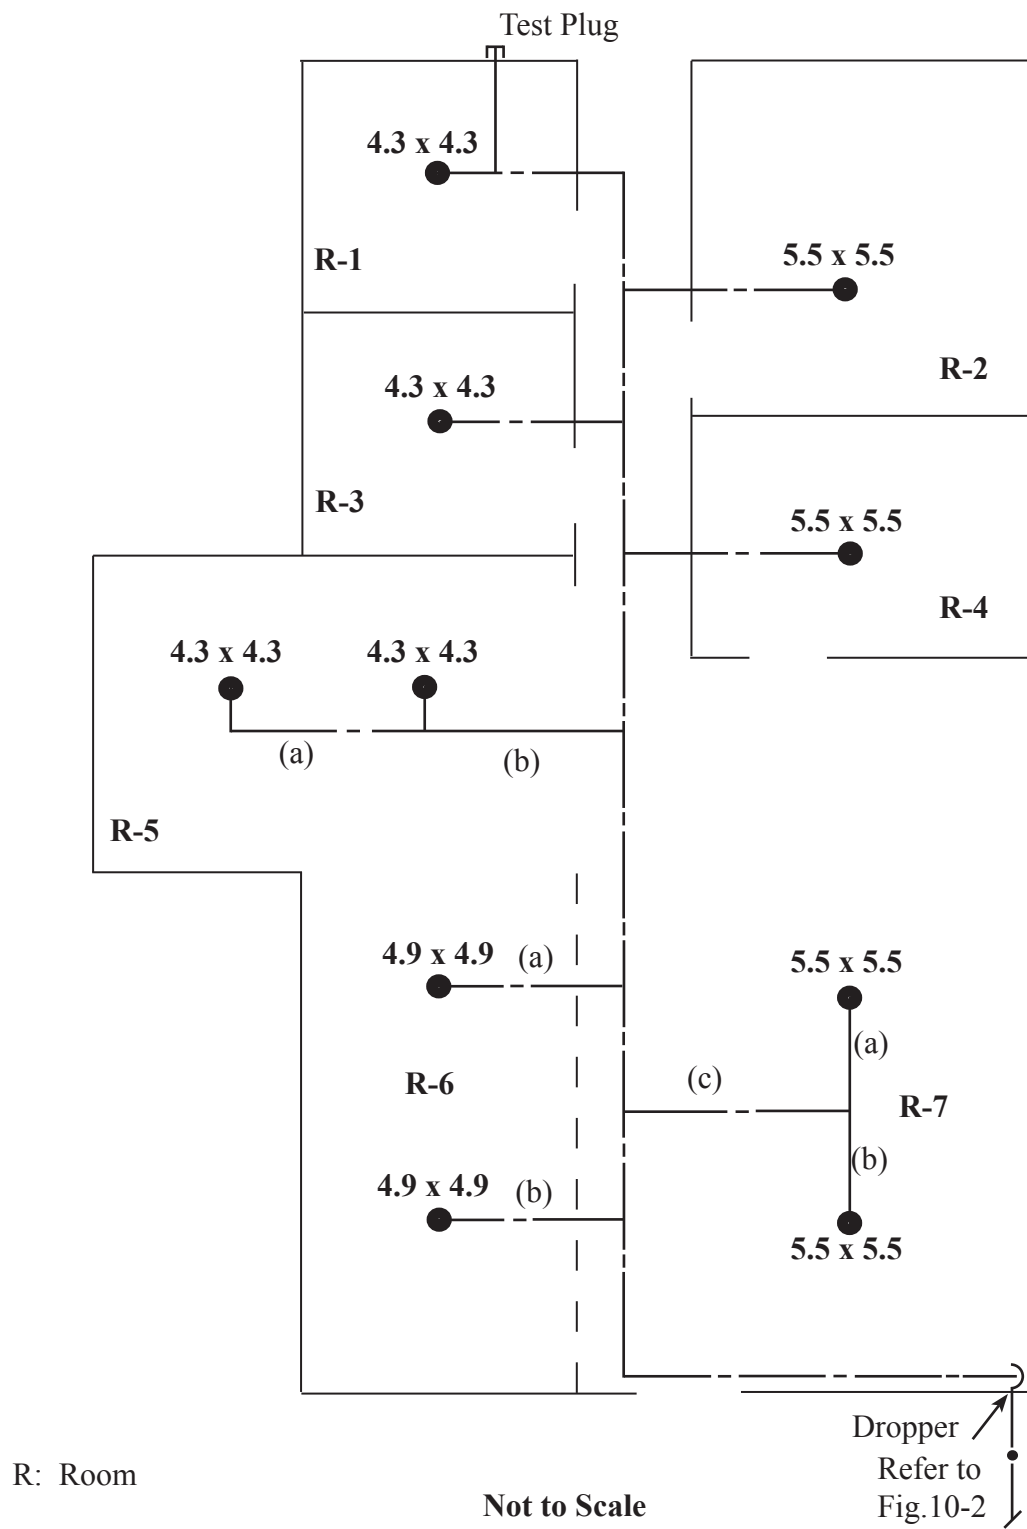 Test Plug
4.3 x 4.3
R-1
5.5 x 5.5
R-2
4.3 x 4.3
R-3
5.5 x 5.5
R-4
4.3 x 4.3
4.3 x 4.3
(a)
(b)
R-5
4.9 x 4.9
(a)
5.5 x 5.5
(a)
R-6
(c)
R-7
(b)
4.9 x 4.9
(b)
5.5 x 5.5
Dropper
Refer to
Fig.10-2
R: Room
Not to Scale